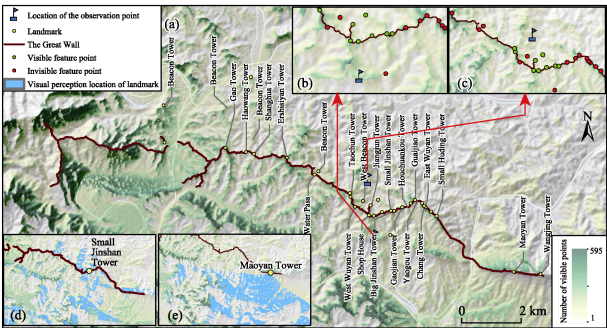 Location of the observation point
Landmark
The Great Wall
Visible feature point
Invisible feature point
Visual perception location of landmark
(a)
(b)
(c)
Beacon Tower
Beacon Tower
Gao Tower
Haowang Tower
Beacon Tower
Shanghua Tower
Ershisiyan Tower
Beacon Tower
Taochun Tower
West Beacon Tower
Jiangjun Tower
Small Jinshan Tower
Houchuankou Tower
Guaijiao Tower
East Wuyan Tower
Small Huding Tower
N
Water Pass
West Wuyan Tower
Shop House
Big Jinshan Tower
Gaojian Tower
Yaogou Tower
Chang Tower
Maoyan Tower
Wangjing Tower
(d)
Small
Jinshan
Tower
(e)
Maoyan Tower
0 2 km
Number of visible points
595
1